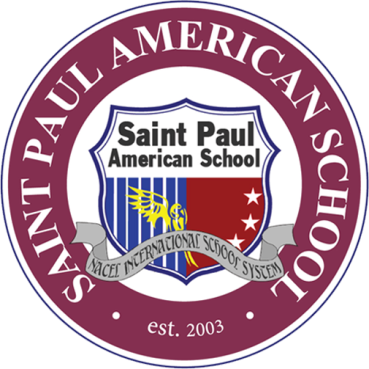 SAINT PAUL AMERICAN SCHOOL
Saint Paul
American School
NACEL INTERNATIONAL SCHOOL SYSTEM
• est. 2003 •